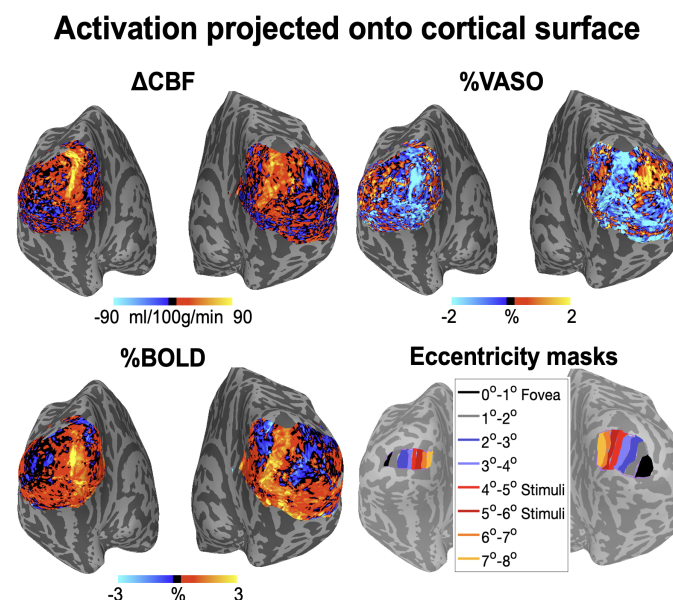 Activation projected onto cortical surface
ΔCBF
%VASO
-90 ml/100g/min 90
-2 % 2
%BOLD
Eccentricity masks
0°-1° Fovea
1°-2°
2°-3°
3°-4°
4°-5° Stimuli
5°-6° Stimuli
6°-7°
7°-8°
-3 % 3